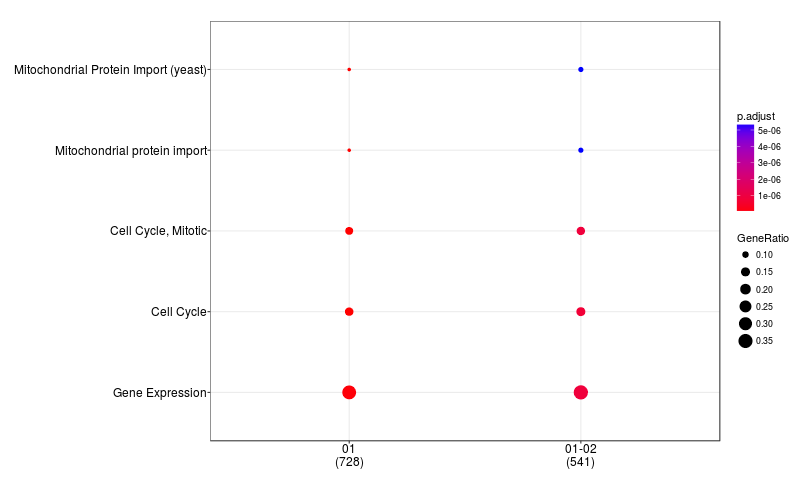 Mitochondrial Protein Import (yeast)
Mitochondrial protein import
Cell Cycle, Mitotic
Cell Cycle
Gene Expression
01
(728)
01-02
(541)
p.adjust
5e-06
4e-06
3e-06
2e-06
1e-06
GeneRatio
0.10
0.15
0.20
0.25
0.30
0.35